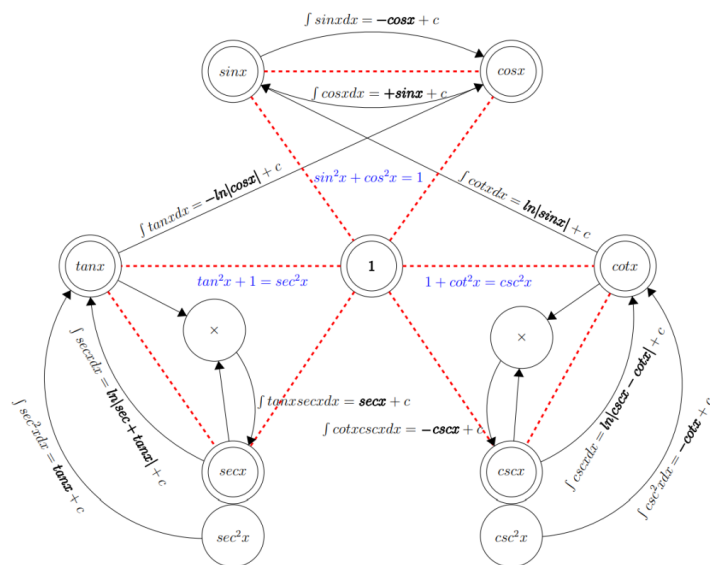 ∫ sinxdx = −cosx + c
sinx
cosx
∫ cosxdx = +sinx + c
∫ tanxdx = −ln|cosx| + c
sin²x + cos²x = 1
∫ cotxdx = ln|sinx| + c
tanx
1
cotx
tan²x + 1 = sec²x
1 + cot²x = csc²x
×
×
∫ secxdx = ln|sec + tanx| + c
∫ sec²xdx = tanx + c
∫ tanxsecxdx = secx + c
∫ cotxcscxdx = −cscx + c
∫ cscxdx = ln|cscx − cotx| + c
∫ csc²xdx = −cotx + c
secx
cscx
sec²x
csc²x